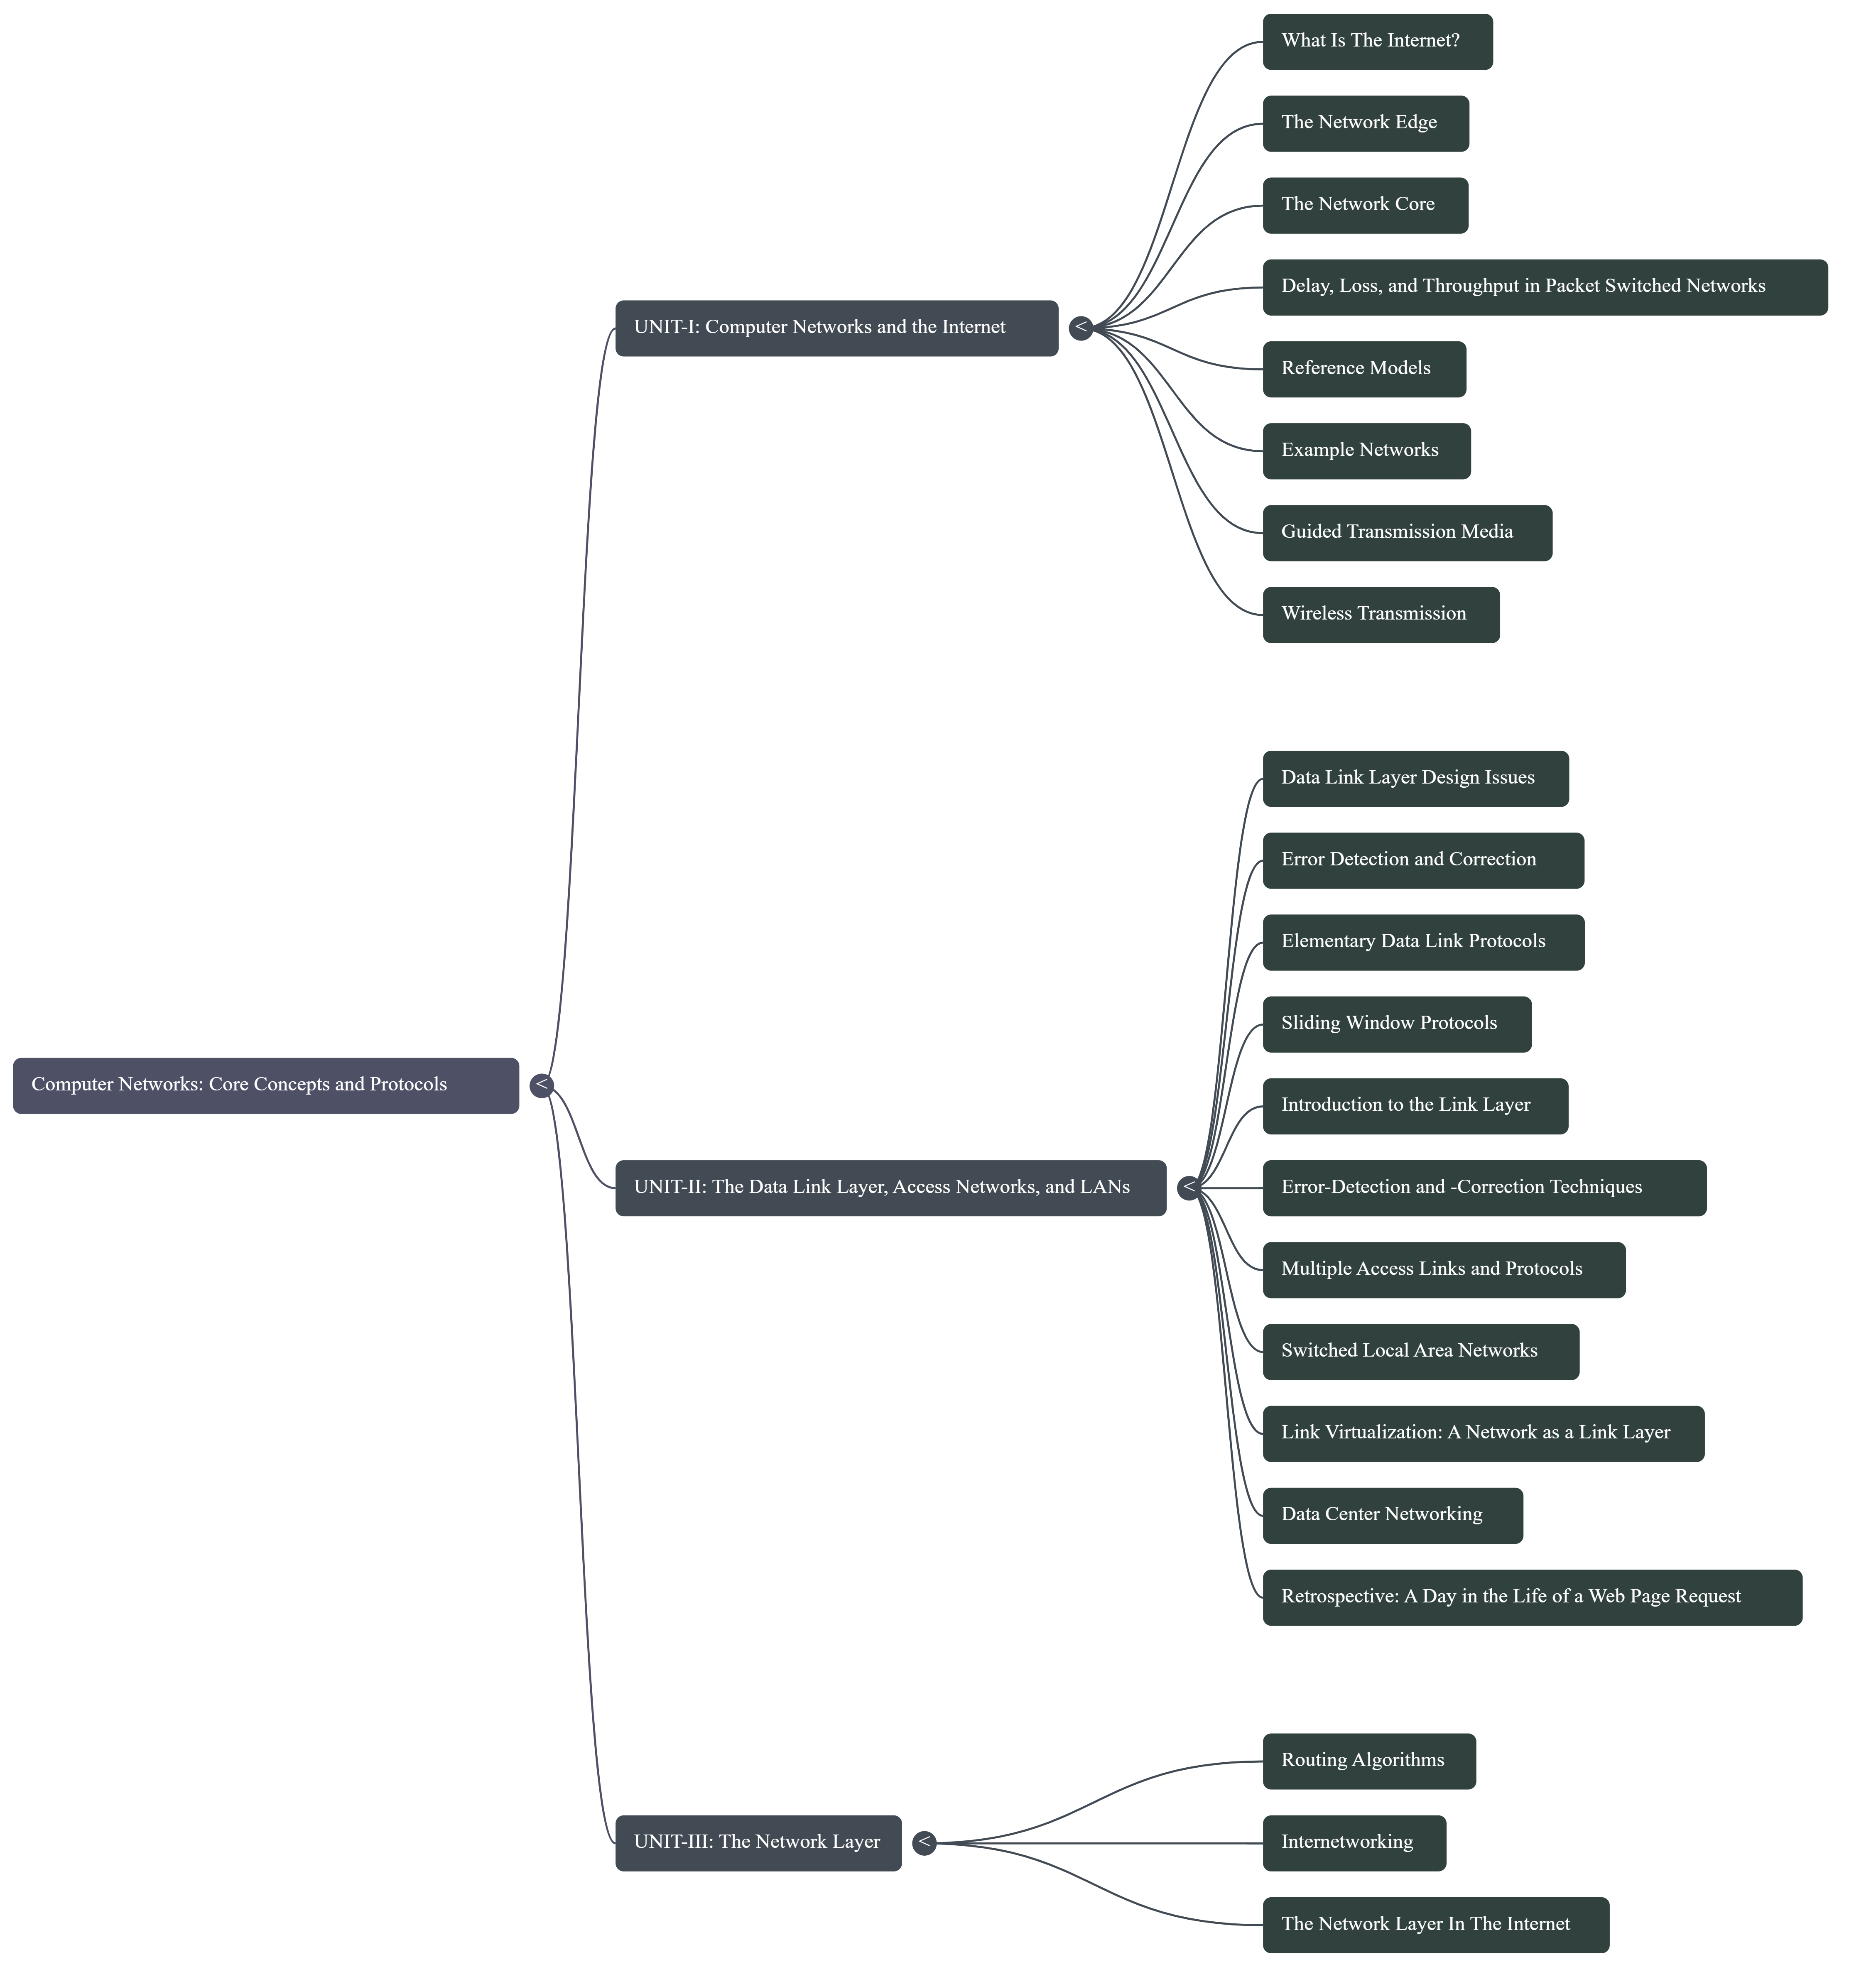 Computer Networks: Core Concepts and Protocols
<
UNIT-I: Computer Networks and the Internet
<
What Is The Internet?
The Network Edge
The Network Core
Delay, Loss, and Throughput in Packet Switched Networks
Reference Models
Example Networks
Guided Transmission Media
Wireless Transmission
UNIT-II: The Data Link Layer, Access Networks, and LANs
<
Data Link Layer Design Issues
Error Detection and Correction
Elementary Data Link Protocols
Sliding Window Protocols
Introduction to the Link Layer
Error-Detection and -Correction Techniques
Multiple Access Links and Protocols
Switched Local Area Networks
Link Virtualization: A Network as a Link Layer
Data Center Networking
Retrospective: A Day in the Life of a Web Page Request
UNIT-III: The Network Layer
<
Routing Algorithms
Internetworking
The Network Layer In The Internet